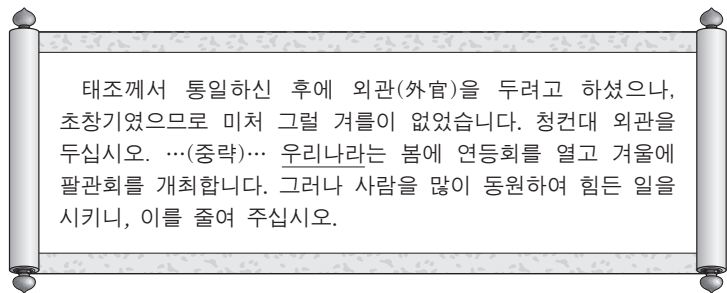 태조께서 통일하신 후에 외관(外官)을 두려고 하셨으나,
초창기였으므로 미처 그럴 겨를이 없었습니다. 청컨대 외관을
두십시오. …(중략)… 우리나라는 봄에 연등회를 열고 겨울에
팔관회를 개최합니다. 그러나 사람을 많이 동원하여 힘든 일을
시키니, 이를 줄여 주십시오.